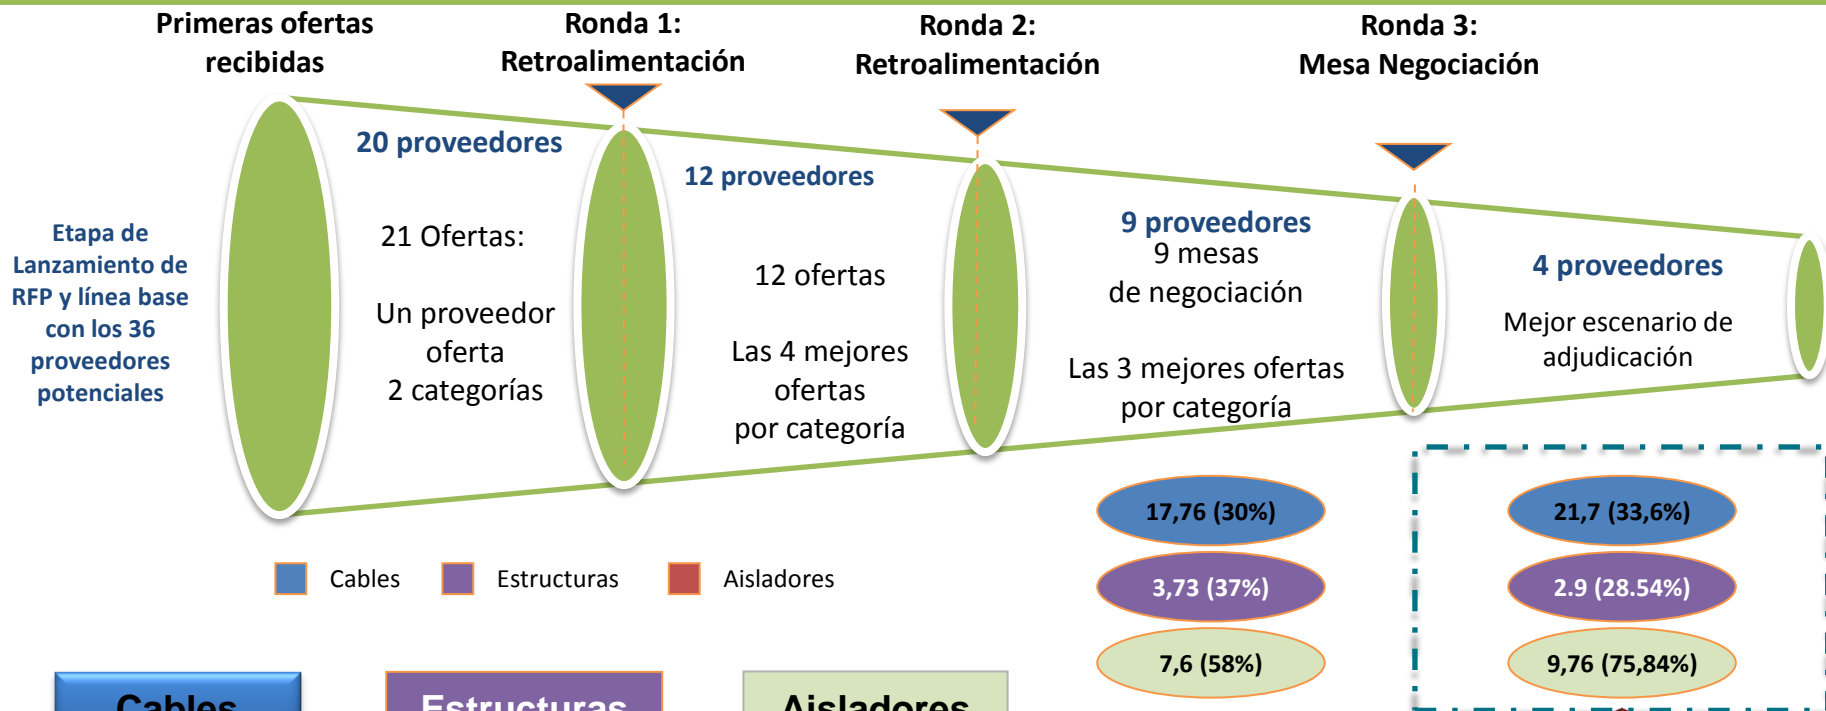 Primeras ofertas
recibidas
Ronda 1:
Retroalimentación
Ronda 2:
Retroalimentación
Ronda 3:
Mesa Negociación
Etapa de
Lanzamiento de
RFP y línea base
con los 36
proveedores
potenciales
20 proveedores
21 Ofertas:
Un proveedor
oferta
2 categorías
12 proveedores
12 ofertas
Las 4 mejores
ofertas
por categoría
9 proveedores
9 mesas
de negociación
Las 3 mejores ofertas
por categoría
4 proveedores
Mejor escenario de
adjudicación
17,76 (30%)
3,73 (37%)
7,6 (58%)
21,7 (33,6%)
2.9 (28.54%)
9,76 (75,84%)
Cables
Estructuras
Aisladores
Cables
Estructuras
Aisladores